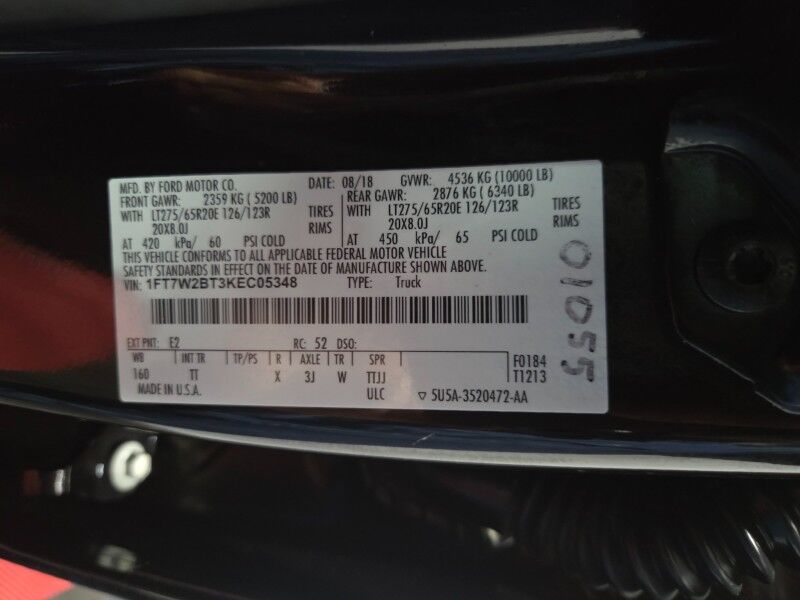 MFD. BY FORD MOTOR CO. DATE: 08/18 GVWR: 4536 KG (10000 LB)
FRONT GAWR: 2359 KG ( 5200 LB) REAR GAWR: 2876 KG ( 6340 LB)
WITH LT275/65R20E 126/123R TIRES WITH LT275/65R20E 126/123R TIRES
20X8.0J RIMS 20X8.0J RIMS
AT 420 kPa/ 60 PSI COLD AT 450 kPa/ 65 PSI COLD
THIS VEHICLE CONFORMS TO ALL APPLICABLE FEDERAL MOTOR VEHICLE
SAFETY STANDARDS IN EFFECT ON THE DATE OF MANUFACTURE SHOWN ABOVE.
VIN: 1FT7W2BT3KEC05348 TYPE: Truck
EXT PNT: E2 RC: 52 DSO:
WB INT TR TP/PS R AXLE TR SPR F0184
160 TT X 3J W TTJJ T1213
MADE IN U.S.A. ULC ▽ 5U5A-3520472-AA
01055